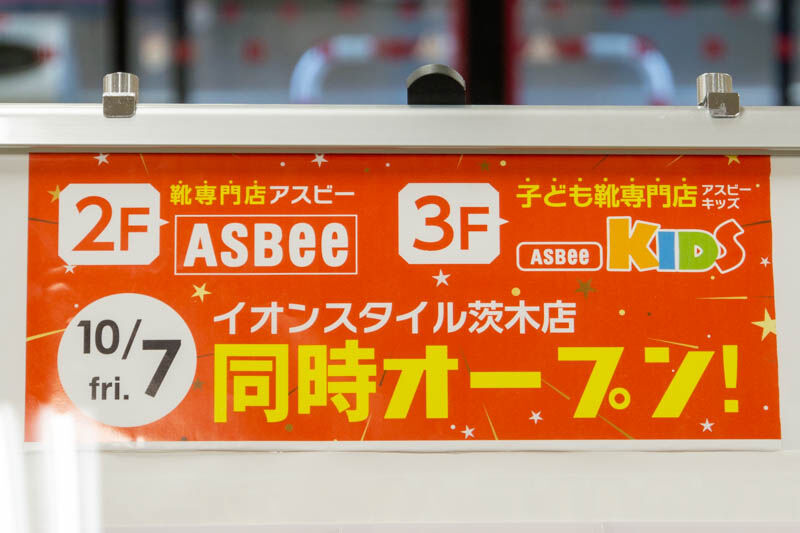 2F
靴専門店アスビー
ASBee
3F
子ども靴専門店
アスビー
キッズ
ASBee KIDS
10/7
fri.
イオンスタイル茨木店
同時オープン!